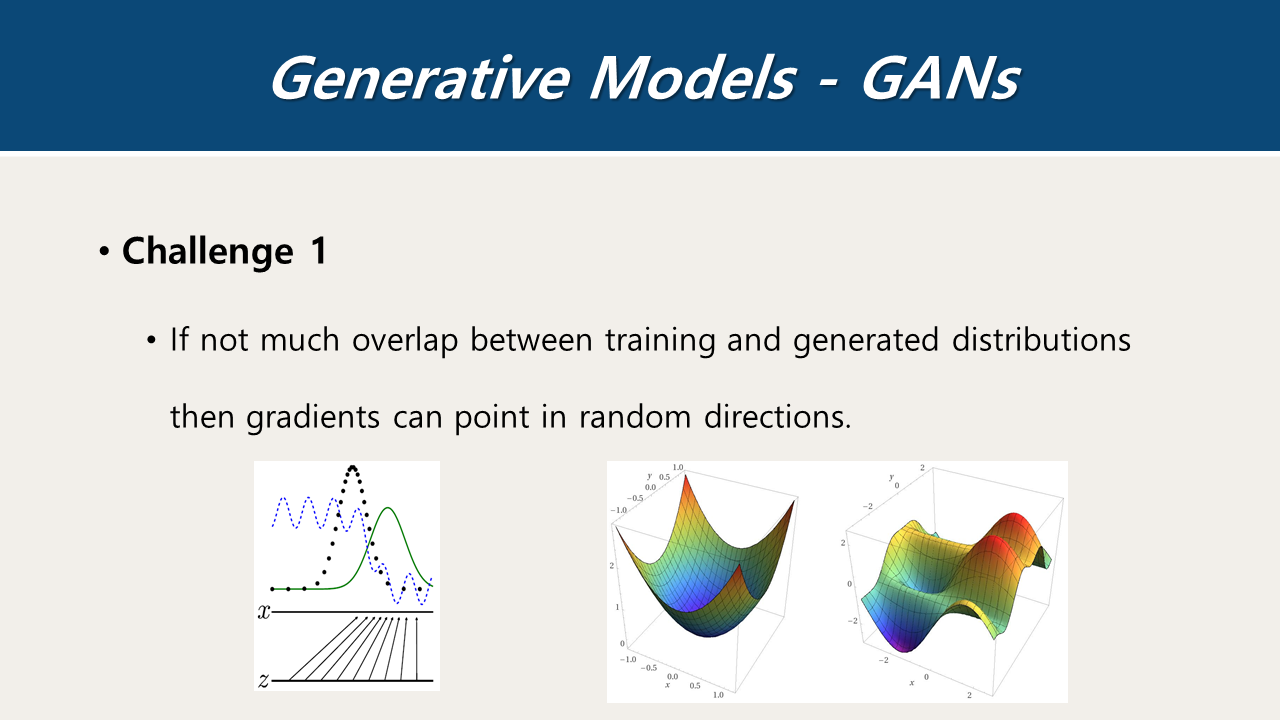 Generative Models - GANs
• Challenge 1
• If not much overlap between training and generated distributions
then gradients can point in random directions.
x
z
1.0
y 0.5
0.0
−0.5
−1.0
2
1
0
−1.0
−0.5
0.0
x
0.5
1.0
2
y
0
−2
2
0
−2
−2
0
x
2